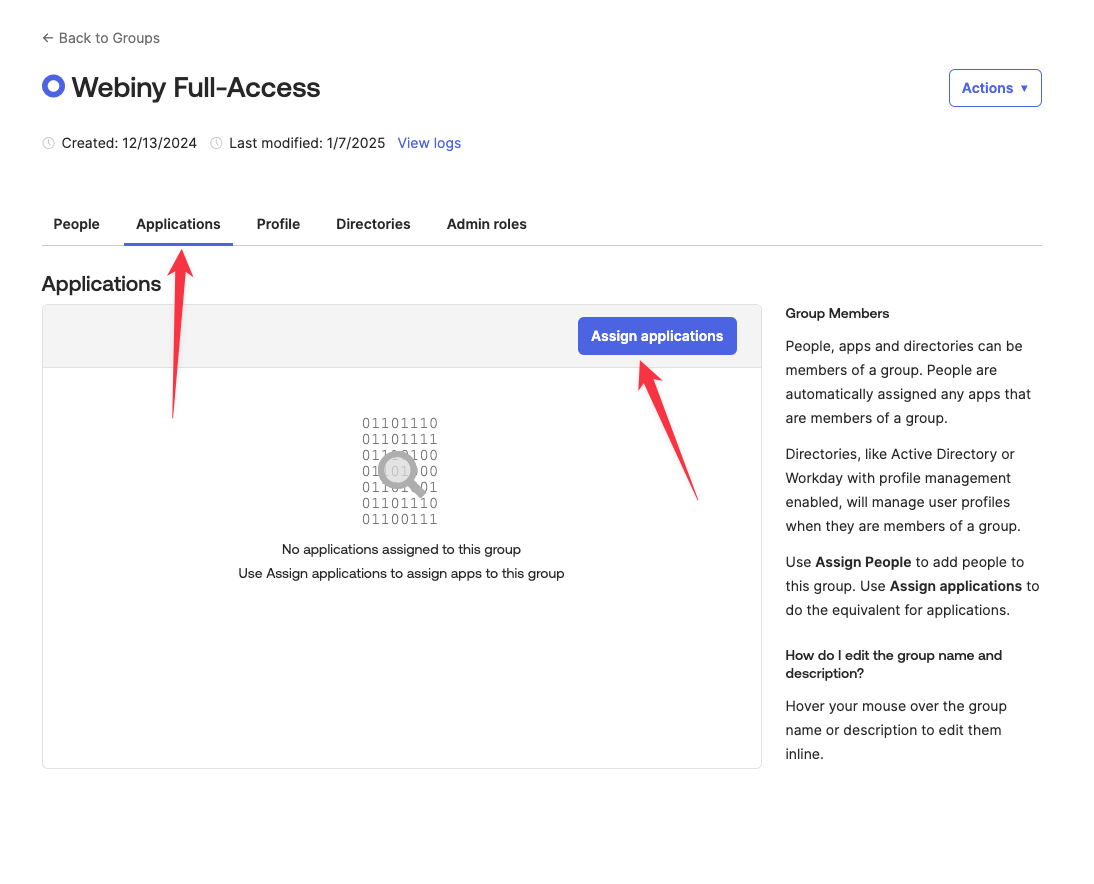 ← Back to Groups
Webiny Full-Access
Actions ▼
Created: 12/13/2024 Last modified: 1/7/2025 View logs
People Applications Profile Directories Admin roles
Applications
Assign applications
01101110
01101111
01100
01 01 00
01101 01
01101110
01100111
No applications assigned to this group
Use Assign applications to assign apps to this group
Group Members
People, apps and directories can be
members of a group. People are
automatically assigned any apps that
are members of a group.
Directories, like Active Directory or
Workday with profile management
enabled, will manage user profiles
when they are members of a group.
Use Assign People to add people to
this group. Use Assign applications to
do the equivalent for applications.
How do I edit the group name and
description?
Hover your mouse over the group
name or description to edit them
inline.